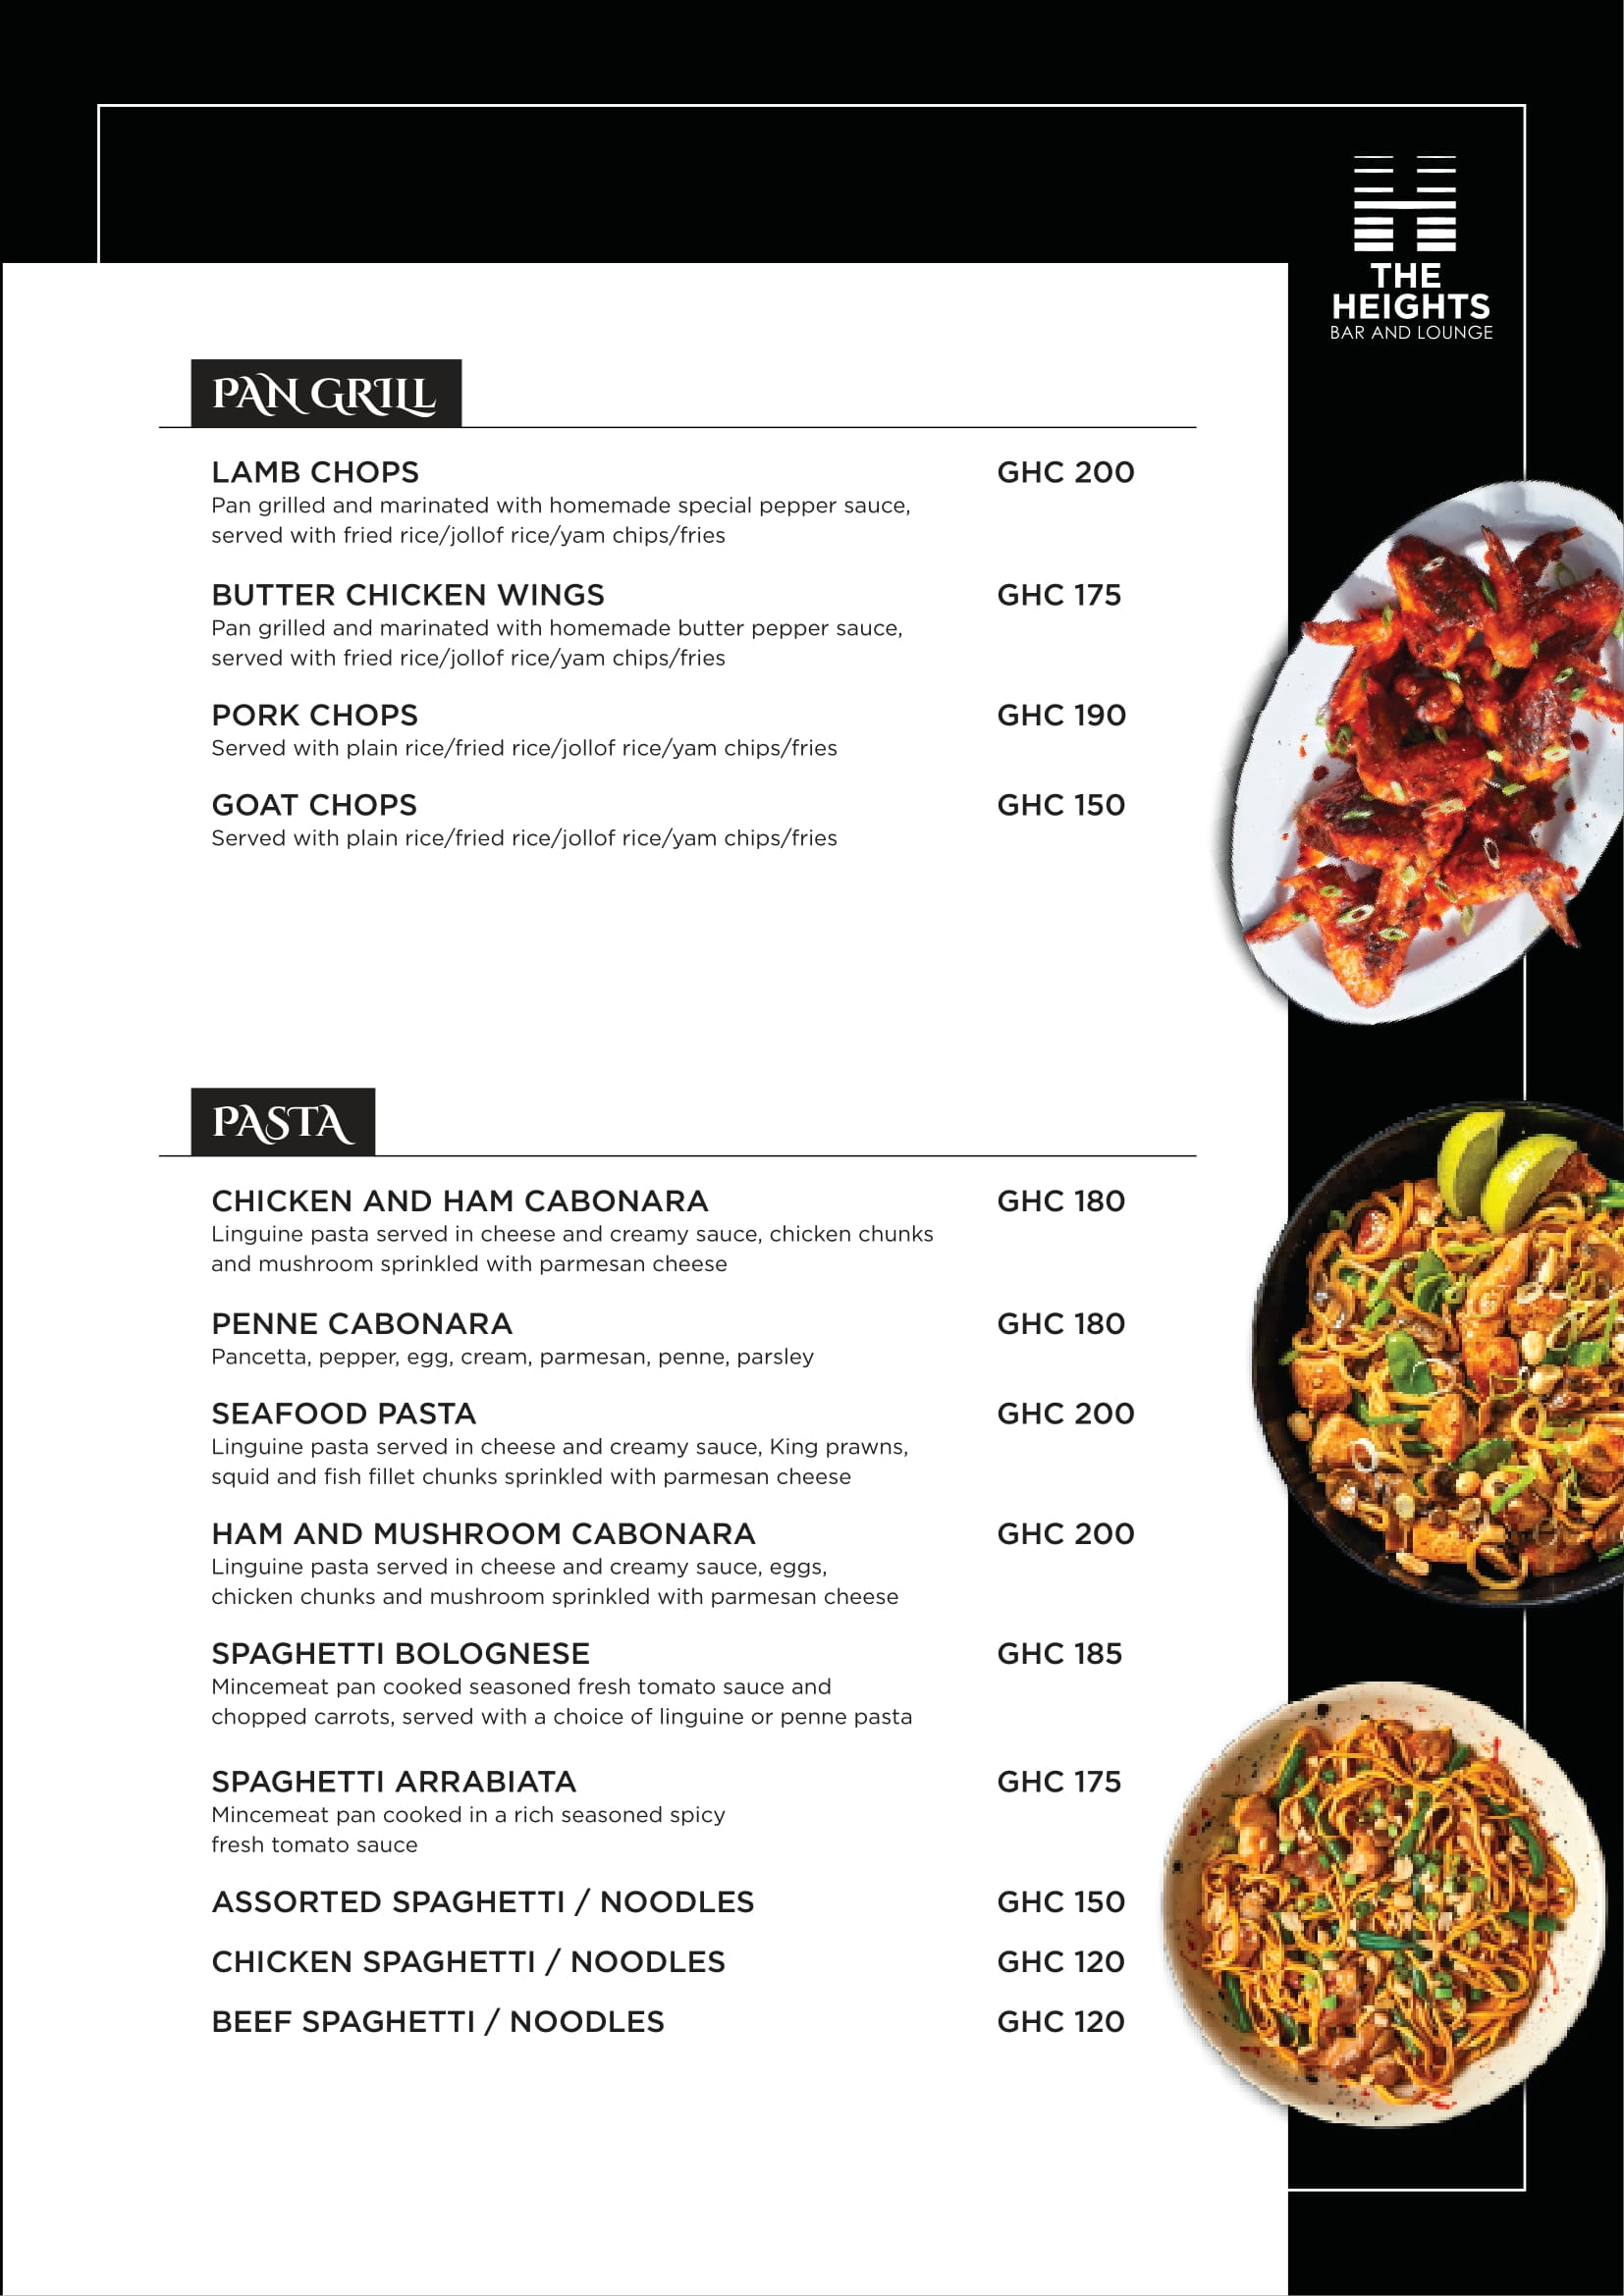 THE
HEIGHTS
BAR AND LOUNGE
PAN GRILL
LAMB CHOPS GHC 200
Pan grilled and marinated with homemade special pepper sauce,
served with fried rice/jollof rice/yam chips/fries
BUTTER CHICKEN WINGS GHC 175
Pan grilled and marinated with homemade butter pepper sauce,
served with fried rice/jollof rice/yam chips/fries
PORK CHOPS GHC 190
Served with plain rice/fried rice/jollof rice/yam chips/fries
GOAT CHOPS GHC 150
Served with plain rice/fried rice/jollof rice/yam chips/fries
PASTA
CHICKEN AND HAM CABONARA GHC 180
Linguine pasta served in cheese and creamy sauce, chicken chunks
and mushroom sprinkled with parmesan cheese
PENNE CABONARA GHC 180
Pancetta, pepper, egg, cream, parmesan, penne, parsley
SEAFOOD PASTA GHC 200
Linguine pasta served in cheese and creamy sauce, King prawns,
squid and fish fillet chunks sprinkled with parmesan cheese
HAM AND MUSHROOM CABONARA GHC 200
Linguine pasta served in cheese and creamy sauce, eggs,
chicken chunks and mushroom sprinkled with parmesan cheese
SPAGHETTI BOLOGNESE GHC 185
Mincemeat pan cooked seasoned fresh tomato sauce and
chopped carrots, served with a choice of linguine or penne pasta
SPAGHETTI ARRABIATA GHC 175
Mincemeat pan cooked in a rich seasoned spicy
fresh tomato sauce
ASSORTED SPAGHETTI / NOODLES GHC 150
CHICKEN SPAGHETTI / NOODLES GHC 120
BEEF SPAGHETTI / NOODLES GHC 120